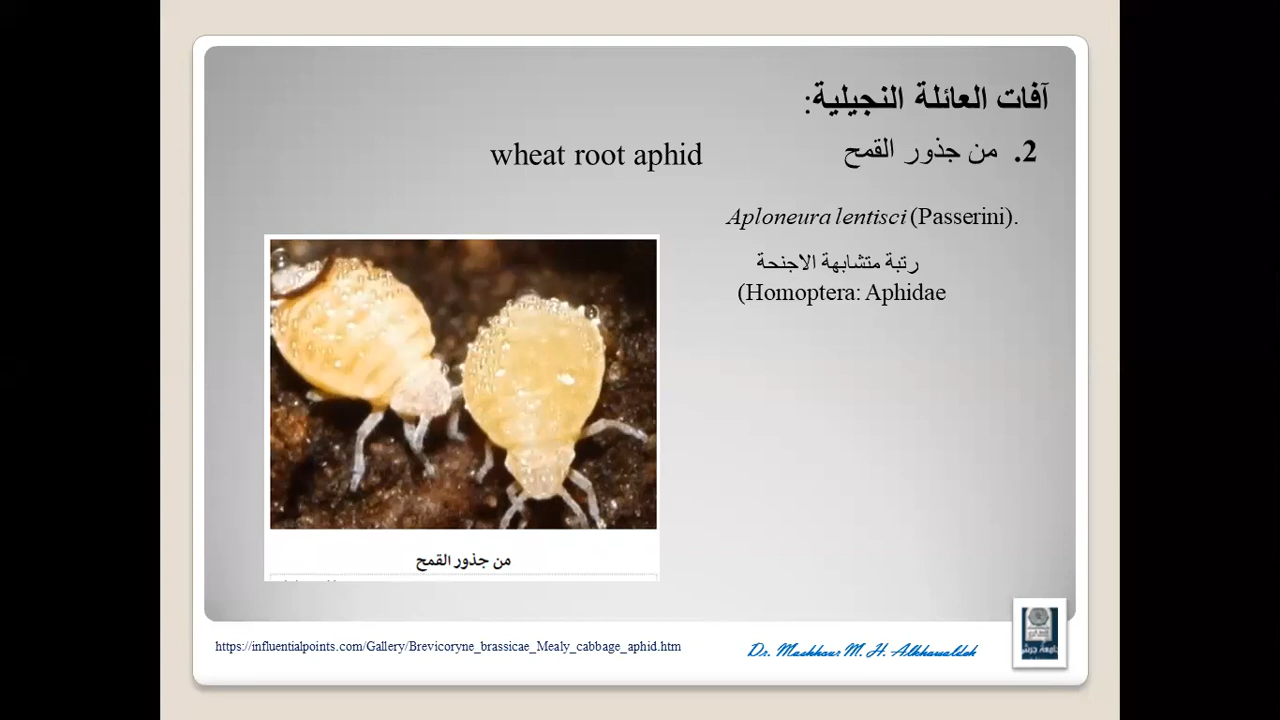 آفات العائلة النجيلية:
2. من جذور القمح
wheat root aphid
Aploneura lentisci (Passerini).
رتبة متشابهة الاجنحة
(Homoptera: Aphidae
من جذور القمح
https://influentialpoints.com/Gallery/Brevicoryne_brassicae_Mealy_cabbage_aphid.htm
Dr. Mashhour M. H. Alkhawaldeh